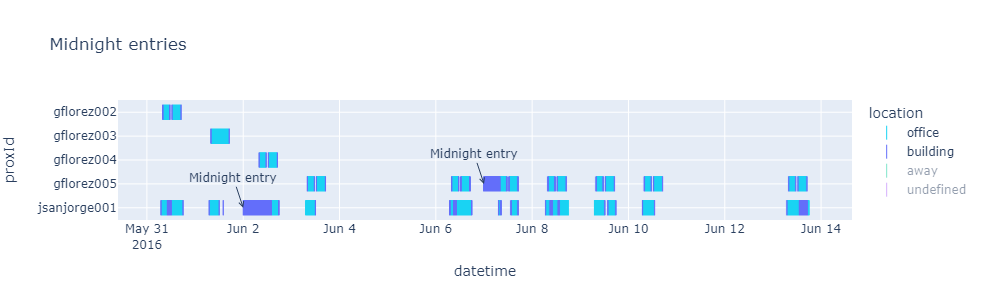 Midnight entries
proxId
gflorez002
gflorez003
gflorez004
gflorez005
jsanjorge001
Midnight entry
Midnight entry
May 31
2016
Jun 2
Jun 4
Jun 6
Jun 8
Jun 10
Jun 12
Jun 14
datetime
location
office
building
away
undefined